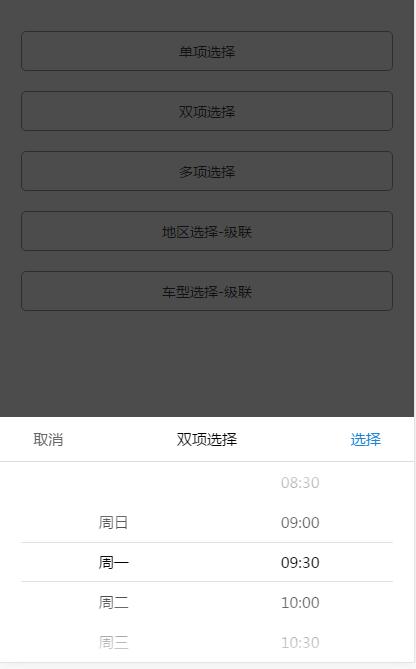 单项选择
双项选择
多项选择
地区选择-级联
车型选择-级联
取消 双项选择 选择
08:30
周日 09:00
周一 09:30
周二 10:00
周三 10:30